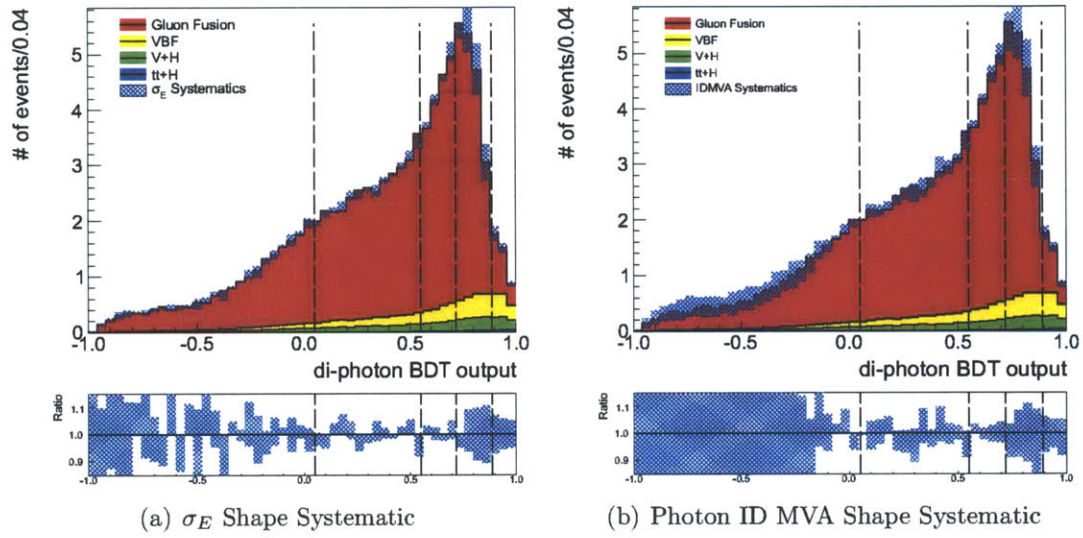 # of events/0.04
5
4
3
2
1
0
Gluon Fusion
VBF
V+H
tt+H
σE Systematics
-1.0 -0.5 0.0 0.5 1.0
di-photon BDT output
Ratio
1.1
1.0
0.9
-1.0 -0.5 0.0 0.5 1.0
(a) σE Shape Systematic
# of events/0.04
5
4
3
2
1
0
Gluon Fusion
VBF
V+H
tt+H
IDMVA Systematics
-1.0 -0.5 0.0 0.5 1.0
di-photon BDT output
Ratio
1.1
1.0
0.9
-1.0 -0.5 0.0 0.5 1.0
(b) Photon ID MVA Shape Systematic